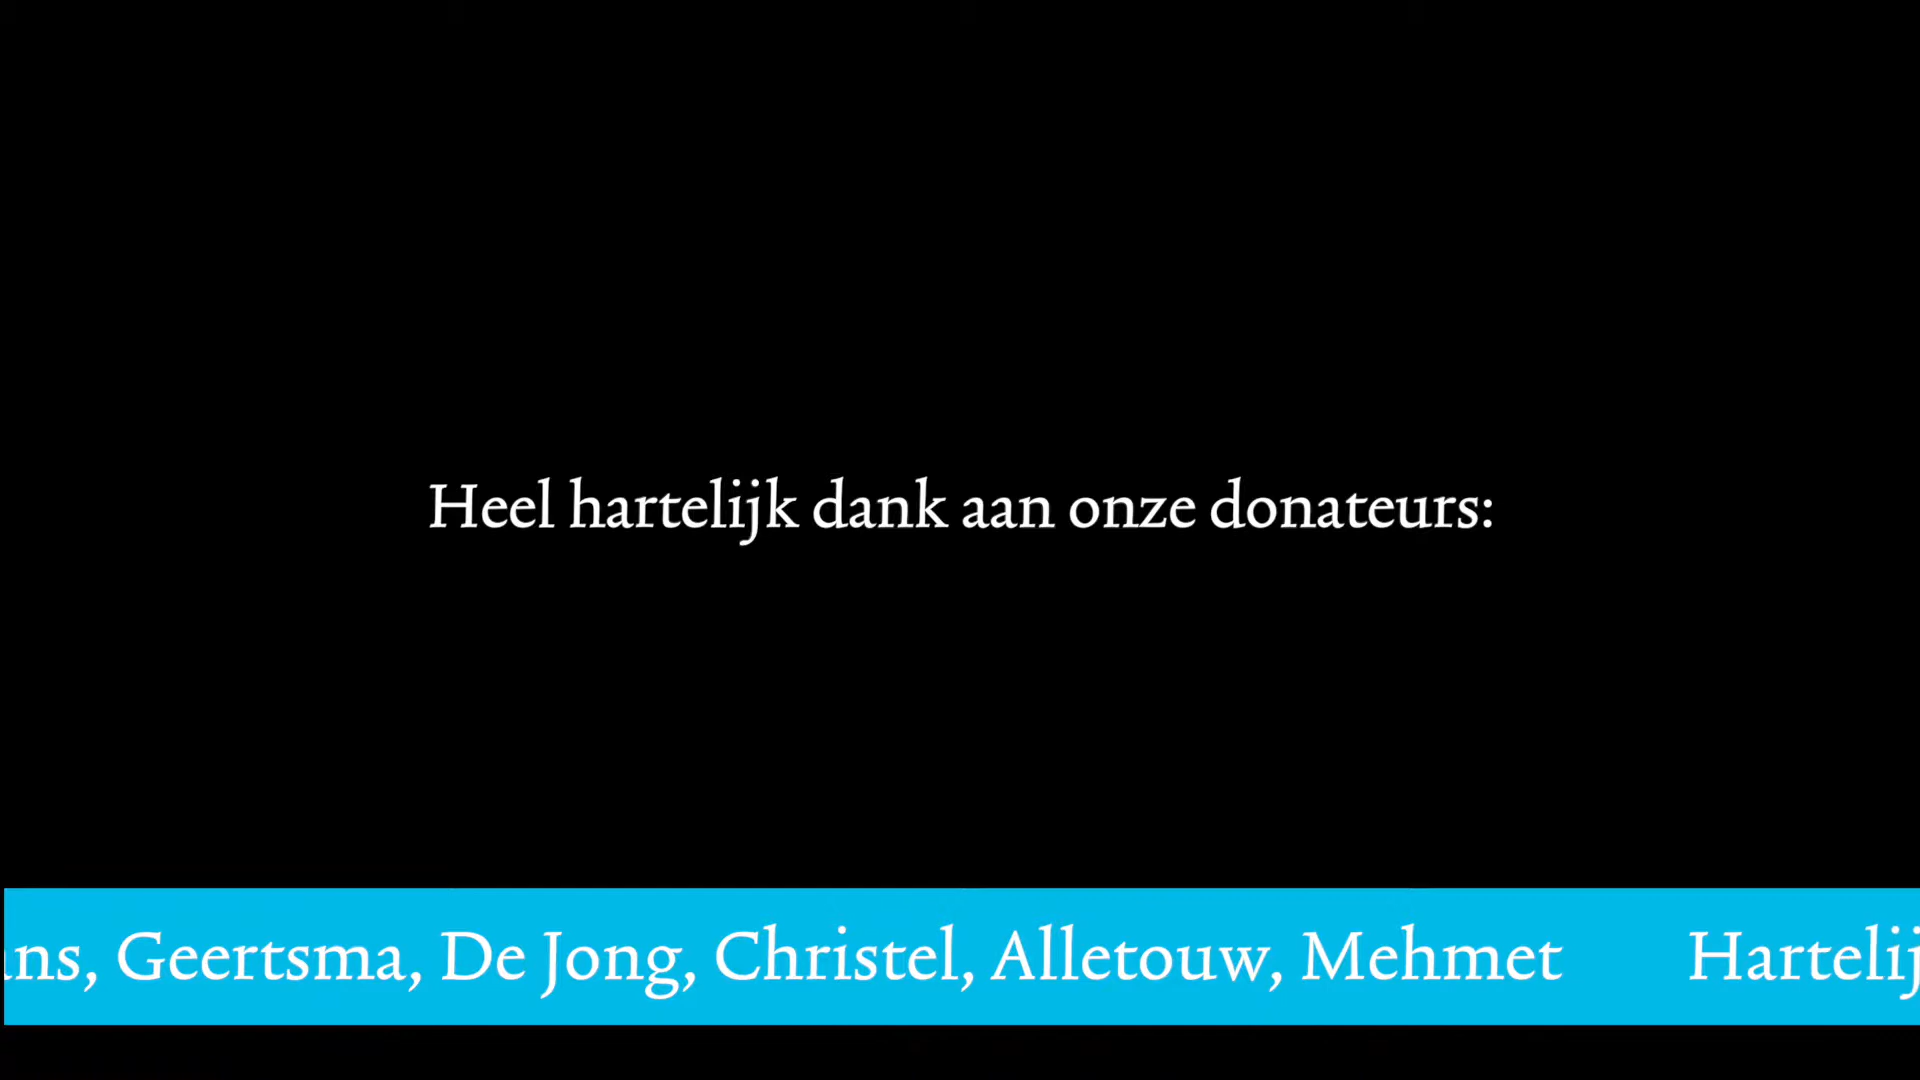 Heel hartelijk dank aan onze donateurs:
Geertsma, De Jong, Christel, Alletouw, Mehmet